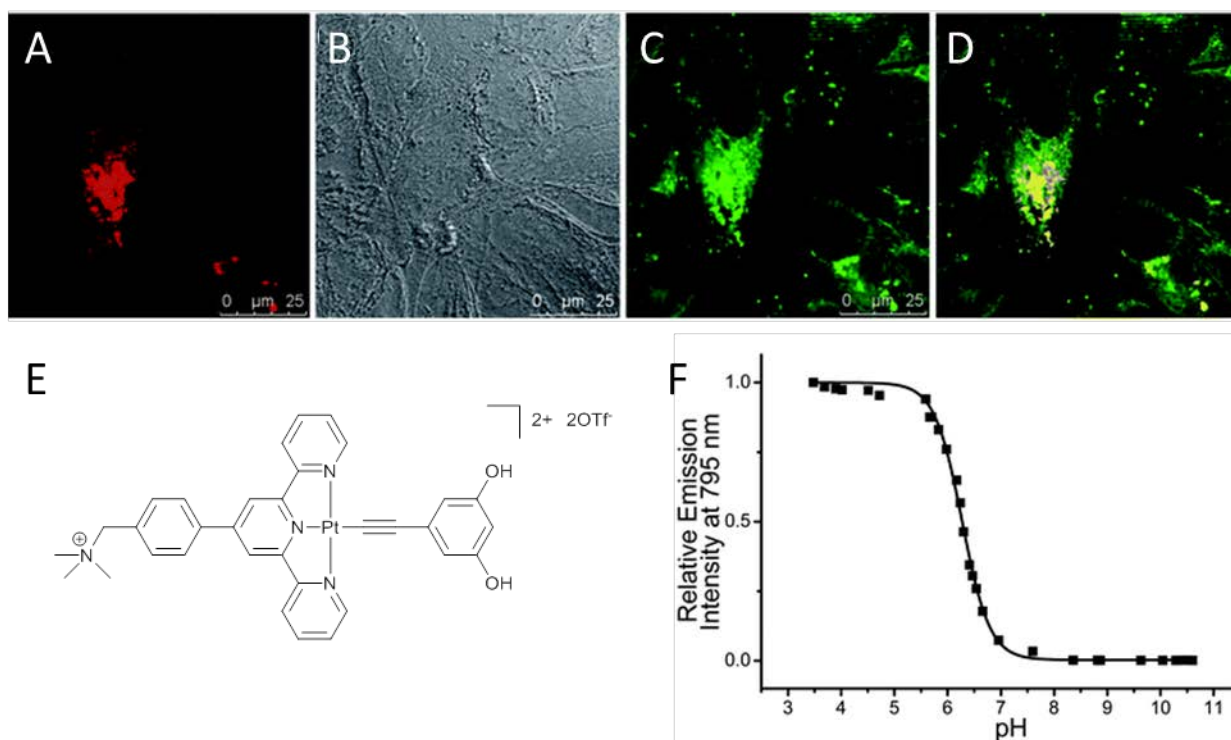 A
B
C
D
0 µm 25
0 µm 25
0 µm 25
E
2+ 2OTf-
OH
N
N
Pt
N
⊕
N
OH
F
Relative Emission
Intensity at 795 nm
1.0
0.5
0.0
3 4 5 6 7 8 9 10 11
pH